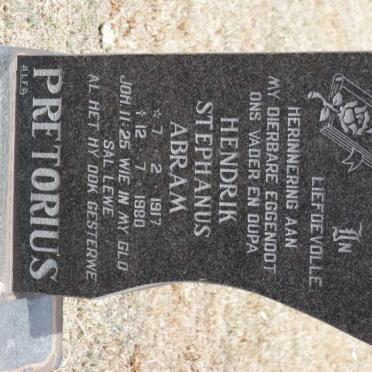 In
LIEFDEVOLLE
HERINNERING AAN
MY DIERBARE EGGENOOT
ONS VADER EN OUPA
HENDRIK
STEPHANUS
ABRAM
☆ 7 . 2 . 1917
✝ 12 . 7 . 1980
JOH. 11:25 WIE IN MY GLO
SAL LEWE
AL HET HY OOK GESTERWE
PRETORIUS
ALFA